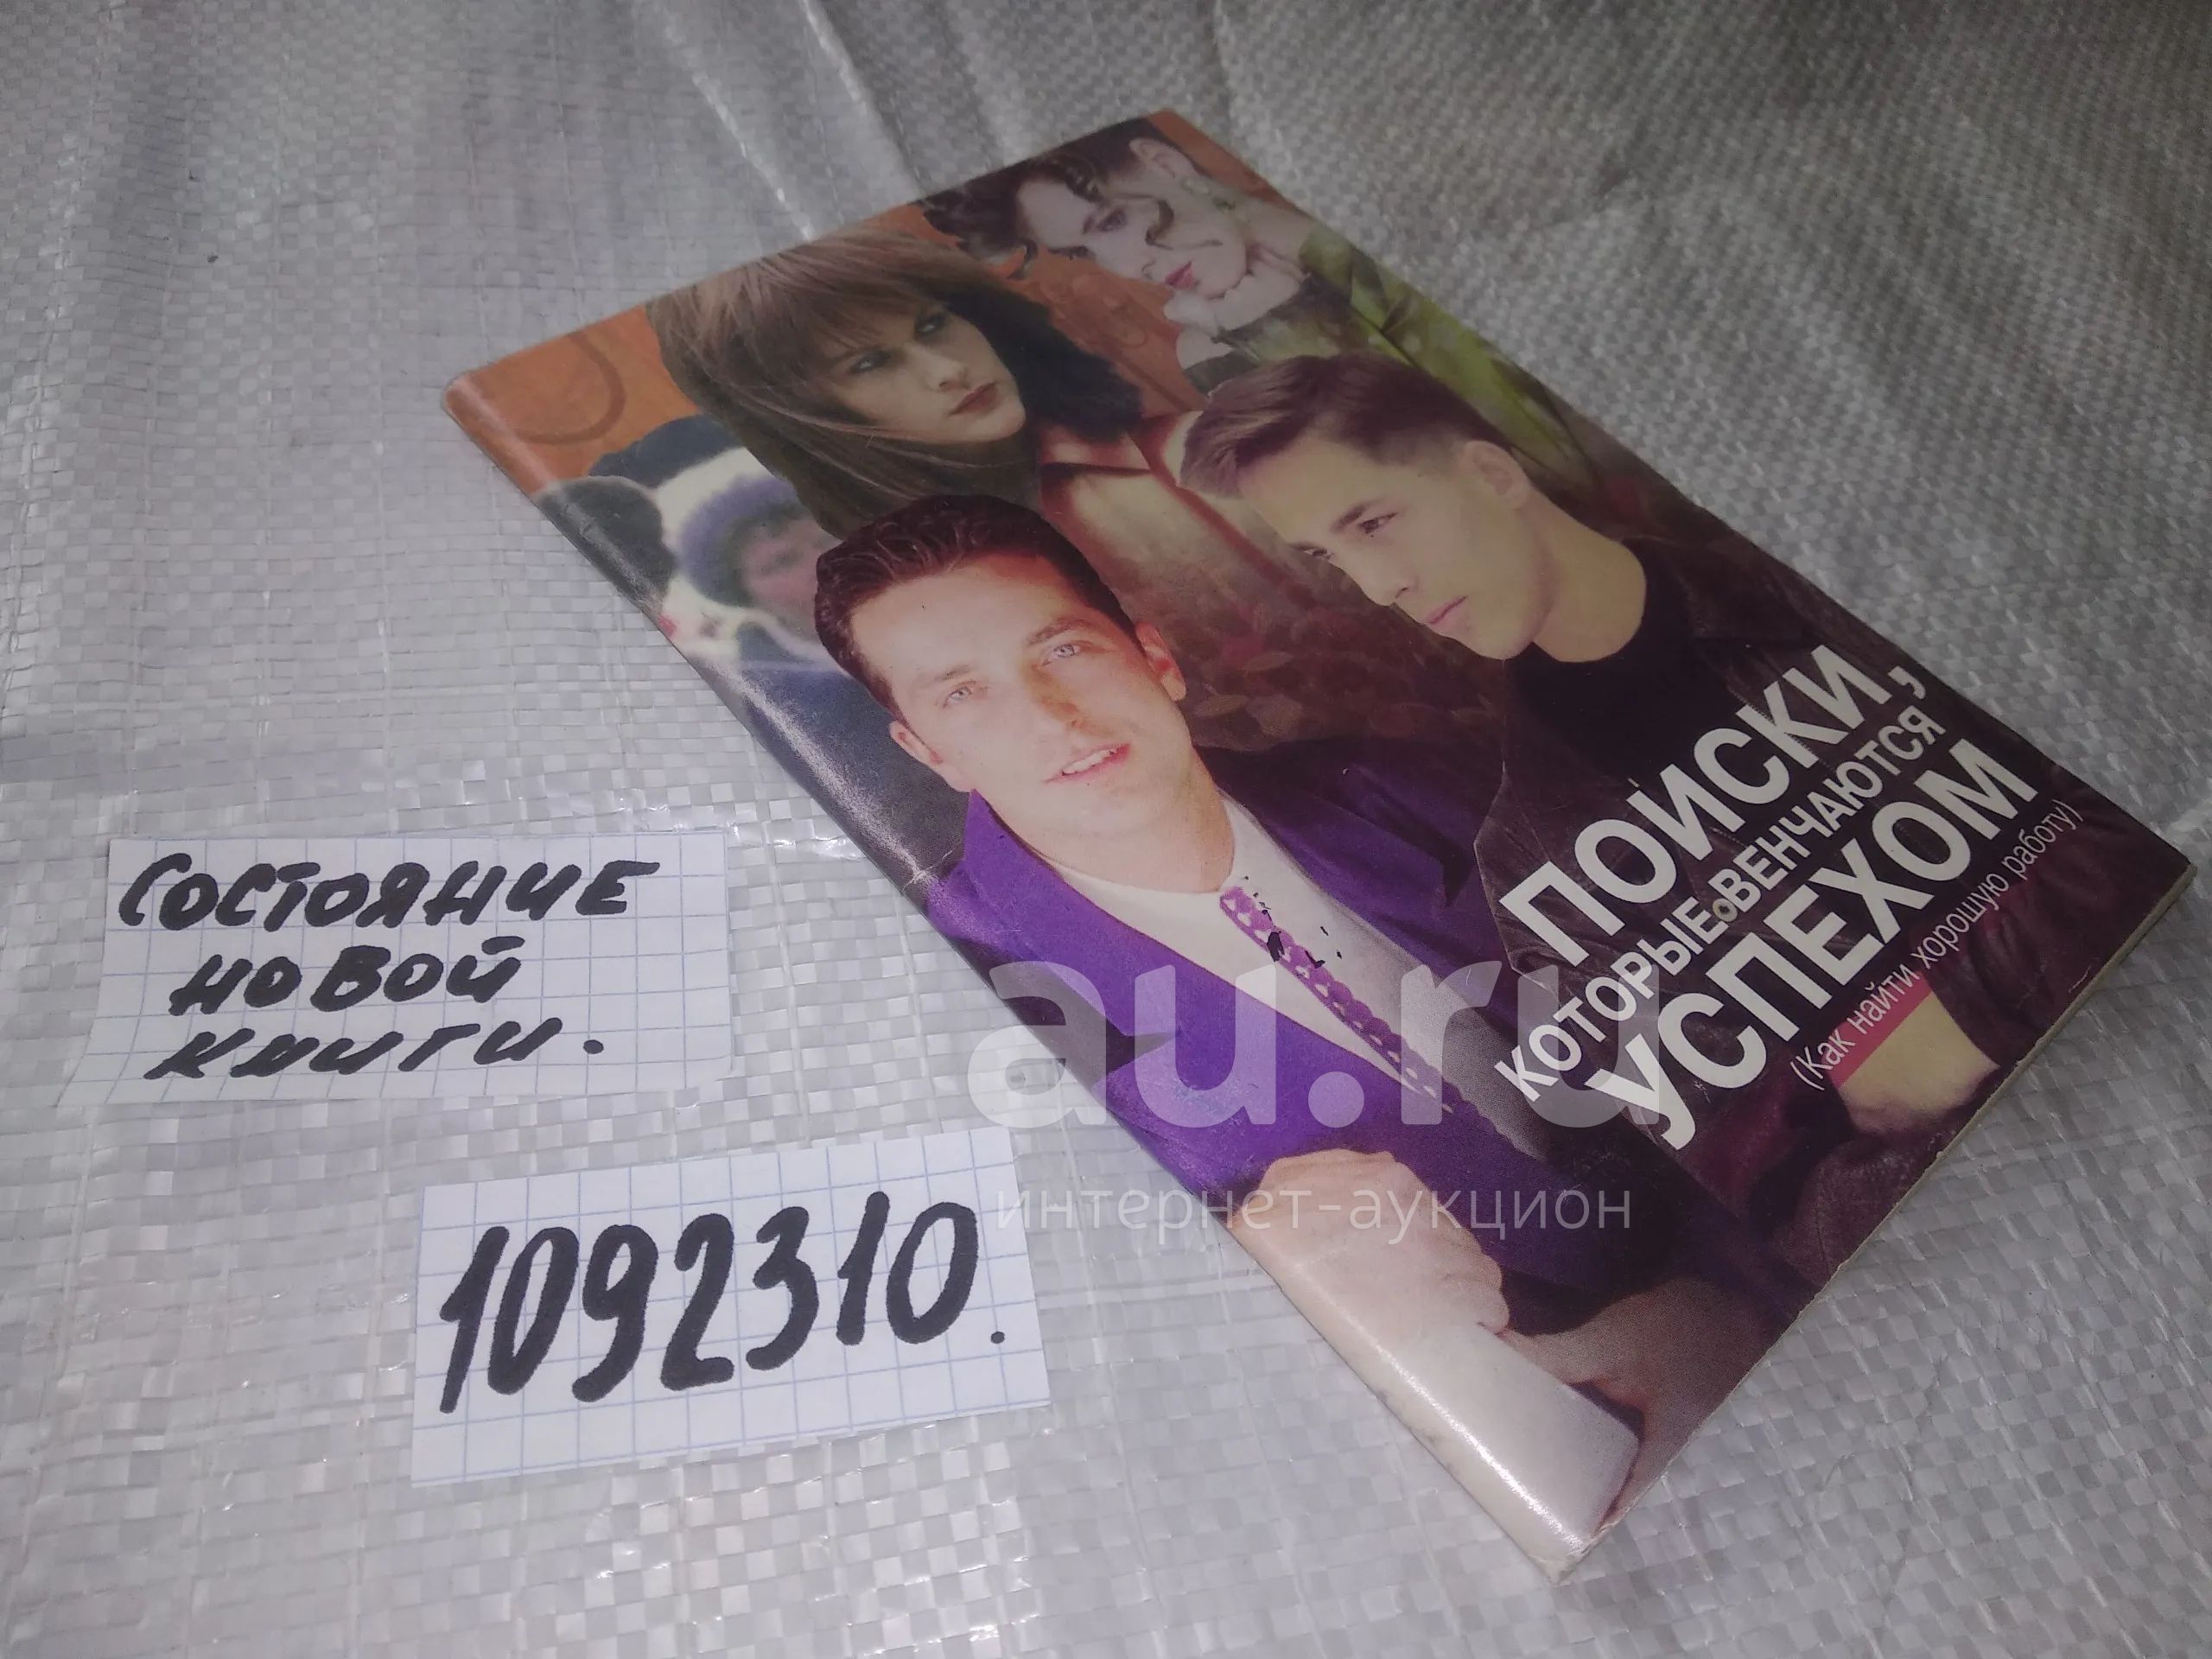 ПОИСКИ,
КОТОРЫЕ ВЕНЧАЮТСЯ
УСПЕХОМ
(Как найти хорошую работу)
СОСТОЯНИЕ
НОВОЙ
КНИГИ.
1092310.
au.ru
интернет-аукцион